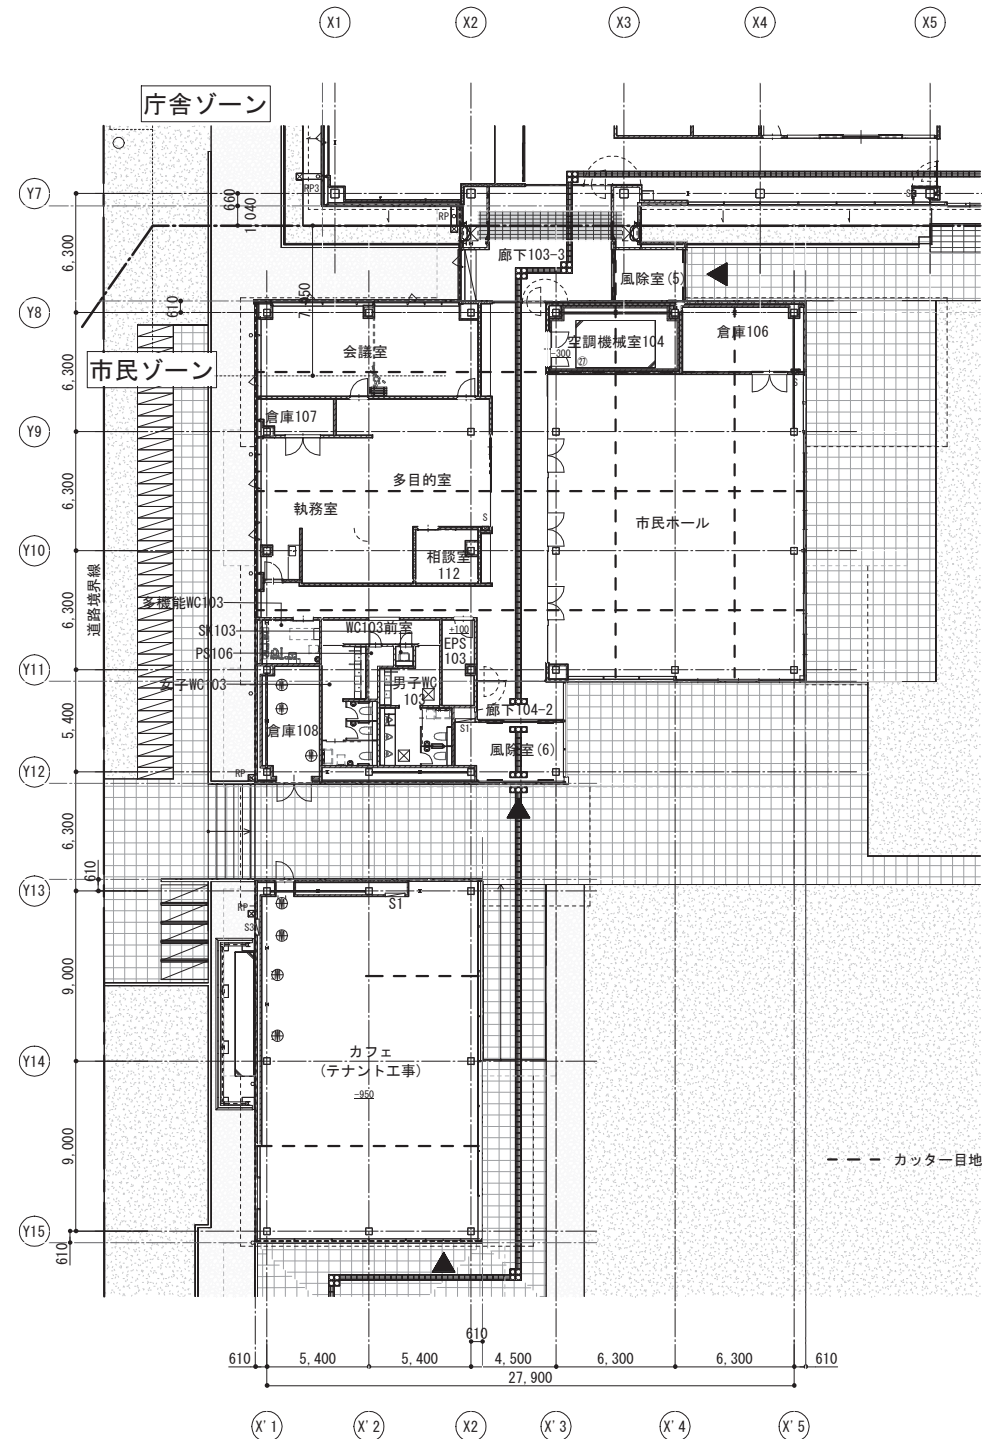 X1 X2 X3 X4 X5
庁舎ゾーン
Y7
RP3
RP
660
1,040
6,300
廊下103-3
風除室(5)
7,950
610
Y8
会議室
空調機械室104
-300
㉗
倉庫106
市民ゾーン
6,300
S
倉庫107
Y9
多目的室
執務室
市民ホール
6,300
S
Y10
相談室
112
道路境界線
6,300
多機能WC103
SK103
WC103前室
+100
EPS
103
PS106
Y11
女子WC103
男子WC
103
倉庫108
廊下104-2
5,400
S1
風除室(6)
RP
Y12
6,300
610
Y13
RP
S1
S3
9,000
カフェ
(テナント工事)
-950
Y14
9,000
カッター目地
Y15
610
610
610 5,400 5,400 4,500 6,300 6,300 610
27,900
X'1 X'2 X2 X'3 X'4 X'5